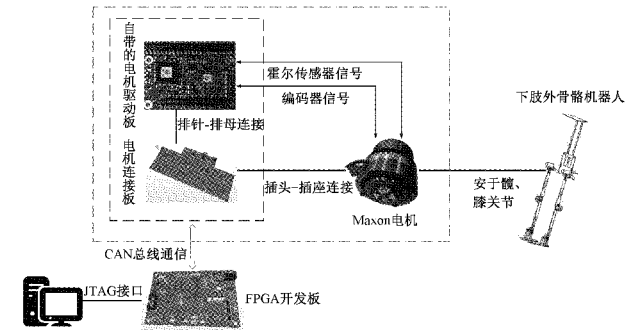 自带的电机驱动板
霍尔传感器信号
编码器信号
下肢外骨骼机器人
排针-排母连接
电机连接板
插头-插座连接
安于髋、
膝关节
Maxon电机
CAN总线通信
JTAG接口
FPGA开发板